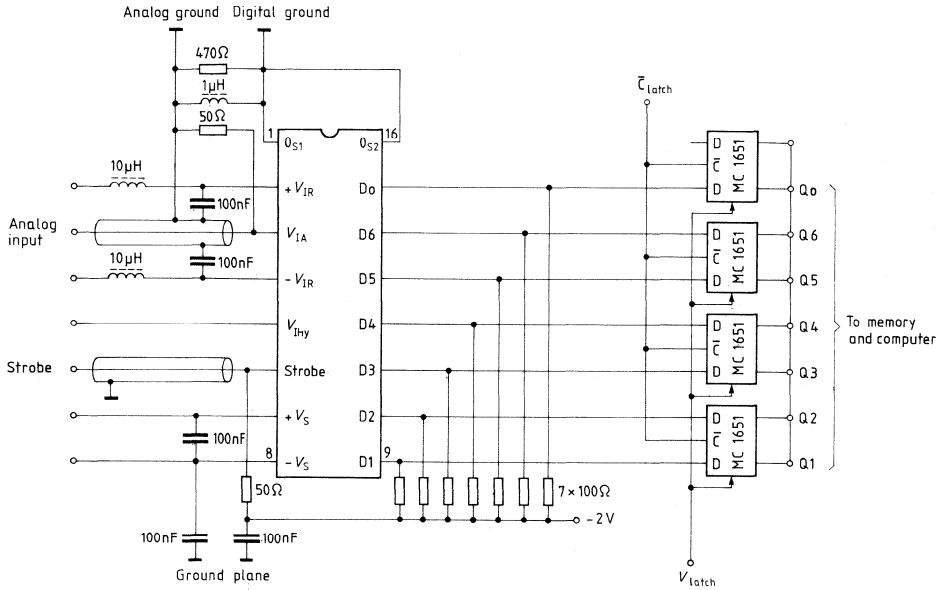 Analog ground Digital ground
470Ω
1µH
50Ω
C̄latch
1 16
0S1 0S2
10µH
+VIR D0
100nF
Analog
input
VIA D6
10µH
100nF
-VIR D5
VIhy D4
Strobe
Strobe D3
+VS D2
100nF
8 9
-VS D1
50Ω
7×100Ω
-2V
100nF 100nF
Ground plane
D
C̄
D
MC 1651
Q0
D
C̄
D
MC 1651
Q6
Q5
D
C̄
D
MC 1651
Q4
Q3
D
C̄
D
MC 1651
Q2
Q1
To memory
and computer
Vlatch